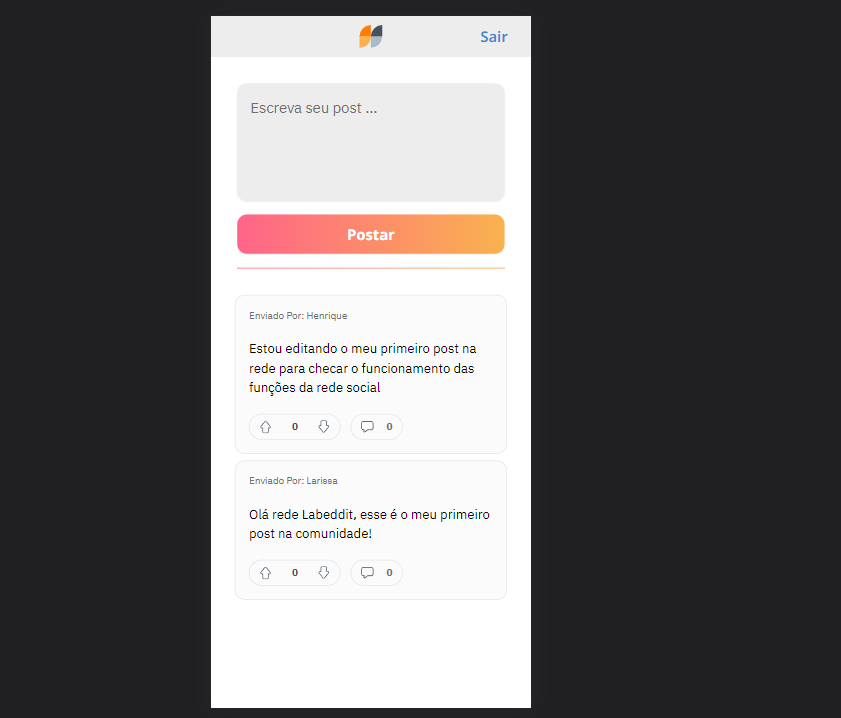 Sair
Escreva seu post ...
Postar
Enviado Por: Henrique
Estou editando o meu primeiro post na
rede para checar o funcionamento das
funções da rede social
0 0
Enviado Por: Larissa
Olá rede Labeddit, esse é o meu primeiro
post na comunidade!
0 0